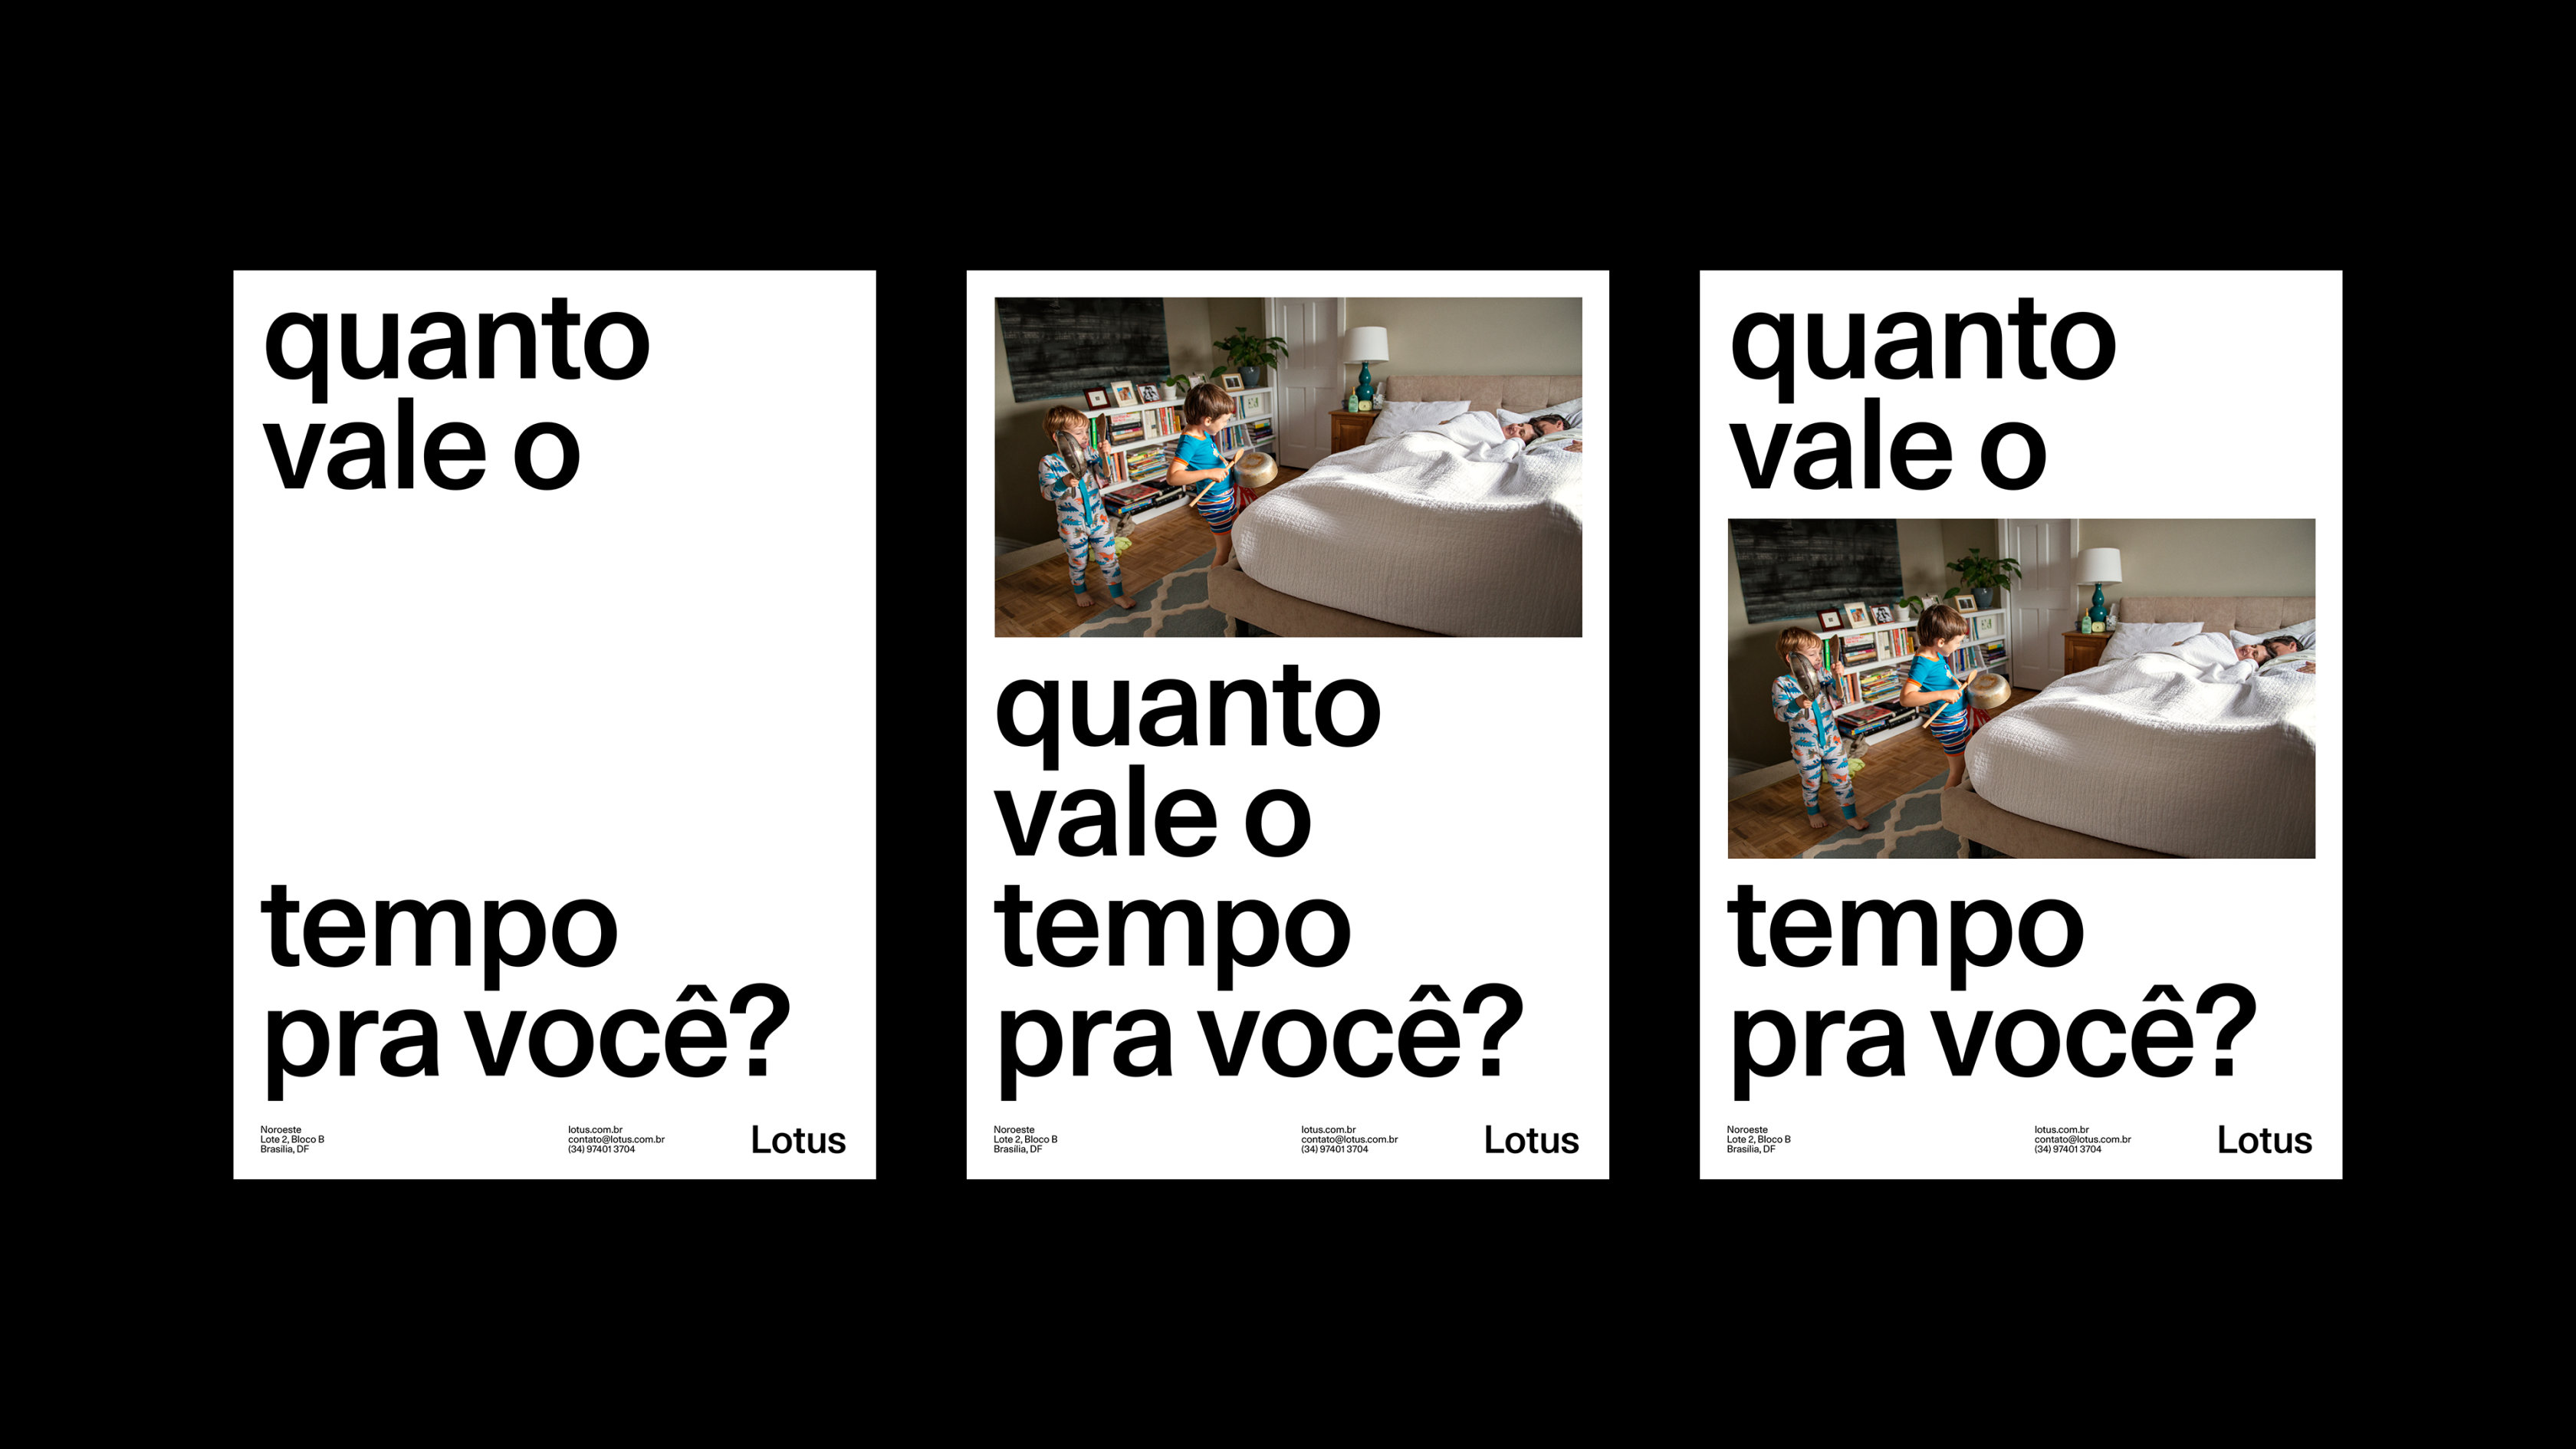 quanto
vale o
tempo
pra você?
Noroeste
Lote 2, Bloco B
Brasília, DF
lotus.com.br
contato@lotus.com.br
(34) 97401 3704
Lotus
quanto
vale o
tempo
pra você?
Noroeste
Lote 2, Bloco B
Brasília, DF
lotus.com.br
contato@lotus.com.br
(34) 97401 3704
Lotus
quanto
vale o
tempo
pra você?
Noroeste
Lote 2, Bloco B
Brasília, DF
lotus.com.br
contato@lotus.com.br
(34) 97401 3704
Lotus